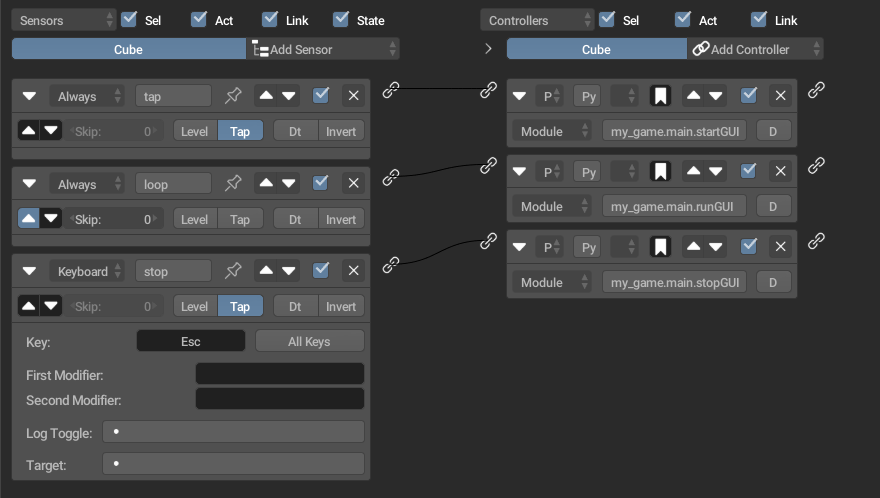 Sensors Sel Act Link State
Cube Add Sensor
Always tap
Skip: 0 Level Tap Dt Invert
Always loop
Skip: 0 Level Tap Dt Invert
Keyboard stop
Skip: 0 Level Tap Dt Invert
Key: Esc All Keys
First Modifier:
Second Modifier:
Log Toggle:
Target:
Controllers Sel Act Link
Cube Add Controller
P Py
Module my_game.main.startGUI D
P Py
Module my_game.main.runGUI D
P Py
Module my_game.main.stopGUI D